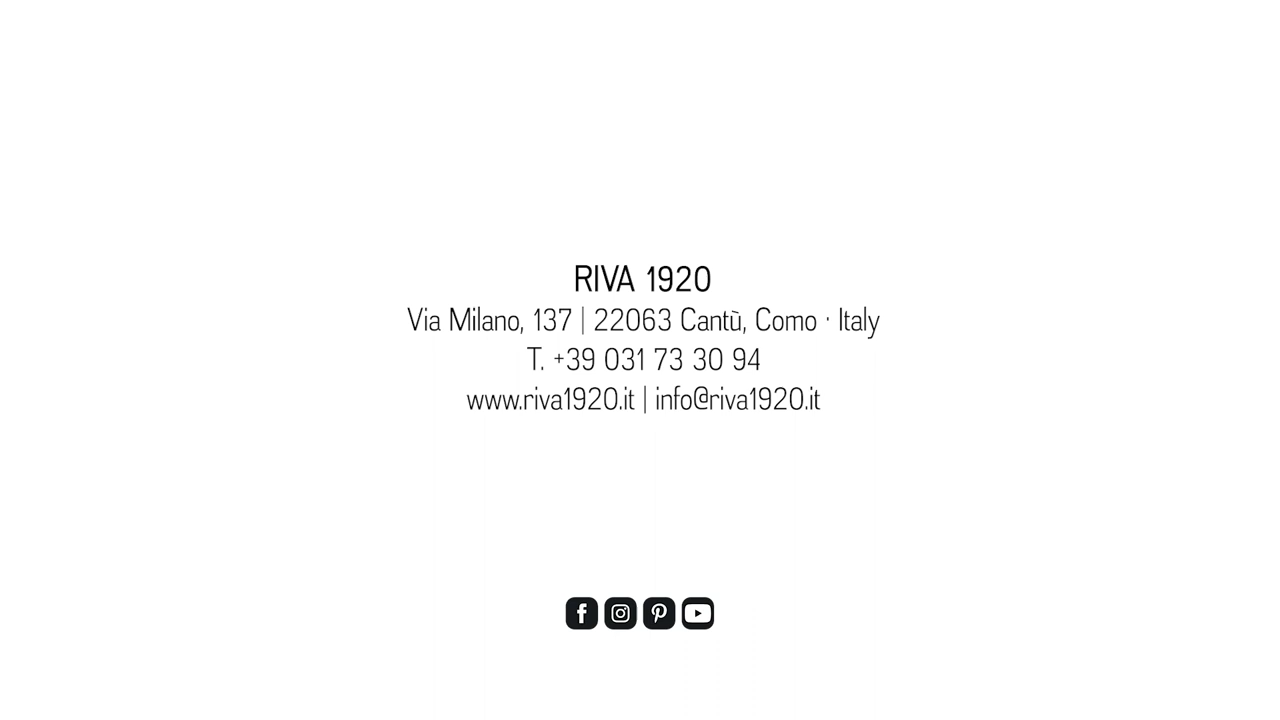 RIVA 1920
Via Milano, 137 | 22063 Cantù, Como · Italy
T. +39 031 73 30 94
www.riva1920.it | info@riva1920.it